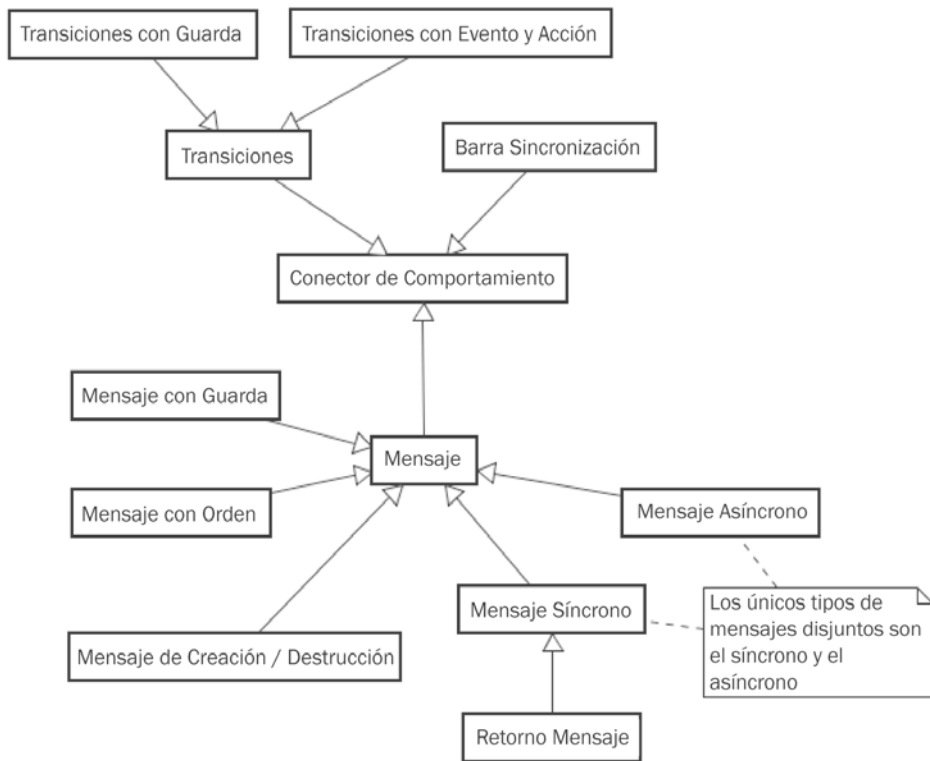 Transiciones con Guarda
Transiciones con Evento y Acción
Transiciones
Barra Sincronización
Conector de Comportamiento
Mensaje con Guarda
Mensaje
Mensaje con Orden
Mensaje Asíncrono
Mensaje Síncrono
Los únicos tipos de
mensajes disjuntos son
el síncrono y el
asíncrono
Mensaje de Creación / Destrucción
Retorno Mensaje